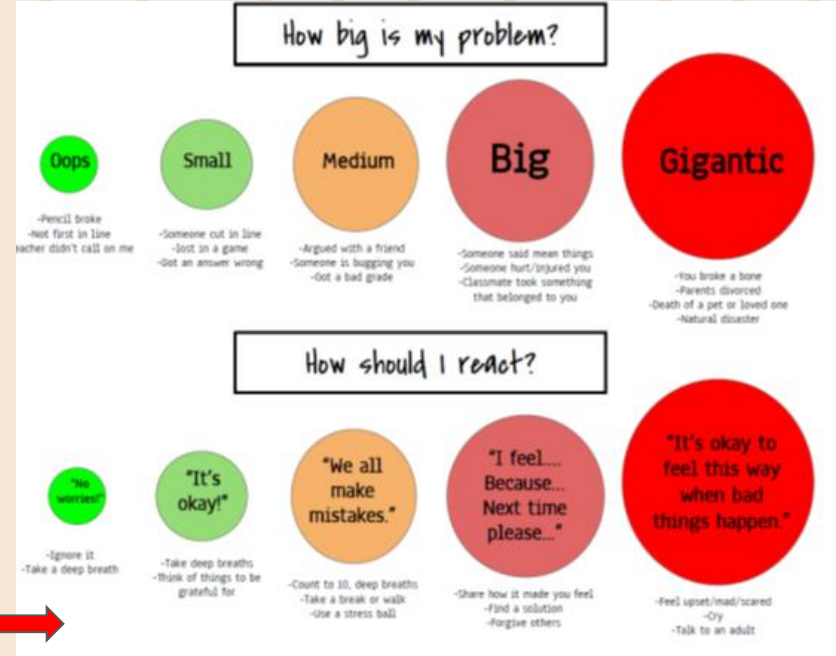 How big is my problem?
Oops
Small
Medium
Big
Gigantic
-Pencil broke
-Not first in line
eacher didn't call on me
-Someone cut in line
-lost in a game
-Got an answer wrong
-Argued with a friend
-Someone is bugging you
-Got a bad grade
-Someone said mean things
-Someone hurt/injured you
-Classmate took something
that belonged to you
-You broke a bone
-Parents divorced
-Death of a pet or loved one
-Natural disaster
How should I react?
"No
worries!"
"It's
okay!"
"We all
make
mistakes."
"I feel....
Because...
Next time
please..."
"It's okay to
feel this way
when bad
things happen."
-Ignore it
-Take a deep breath
-Take deep breaths
-Think of things to be
grateful for
-Count to 10, deep breaths
-Take a break or walk
-Use a stress ball
-Share how it made you feel
-Find a solution
-Forgive others
-Feel upset/mad/scared
-Cry
-Talk to an adult